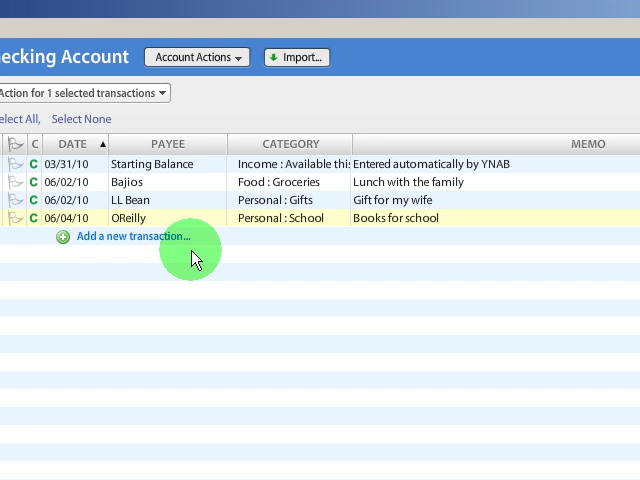 ecking Account Account Actions Import...
Action for 1 selected transactions
elect All, Select None
C DATE PAYEE CATEGORY MEMO
C 03/31/10 Starting Balance Income : Available this Entered automatically by YNAB
C 06/02/10 Bajios Food : Groceries Lunch with the family
C 06/02/10 LL Bean Personal : Gifts Gift for my wife
C 06/04/10 OReilly Personal : School Books for school
Add a new transaction...